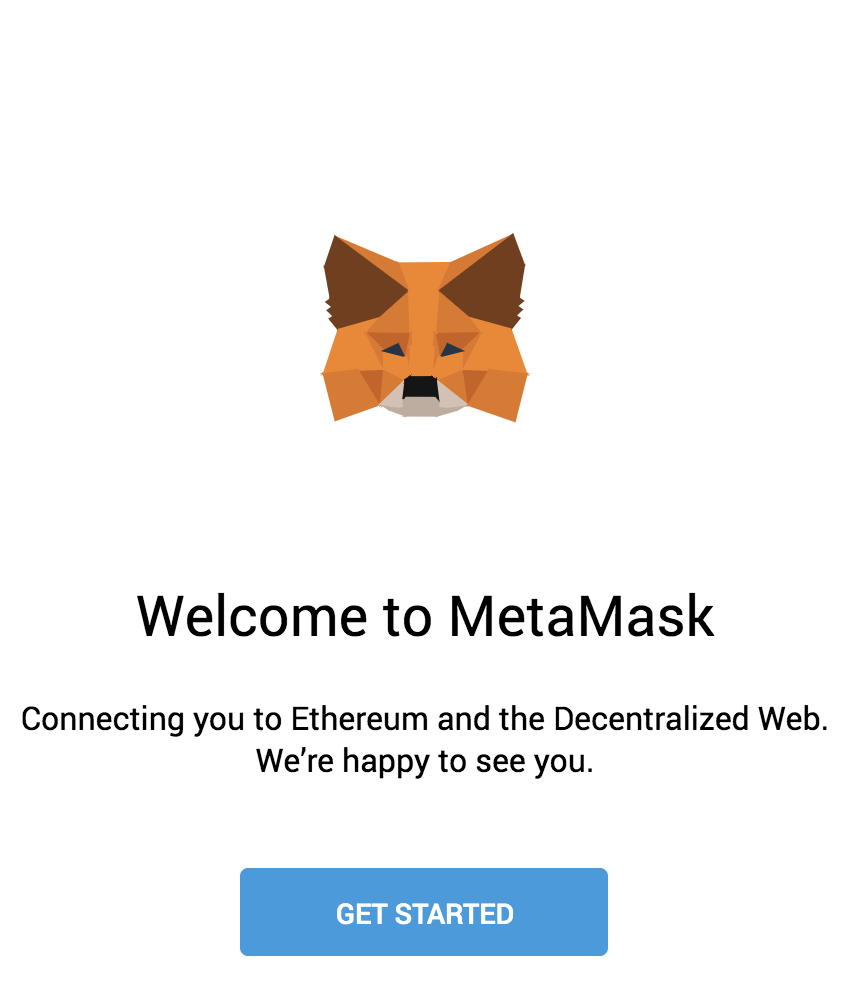 Welcome to MetaMask
Connecting you to Ethereum and the Decentralized Web.
We’re happy to see you.
GET STARTED